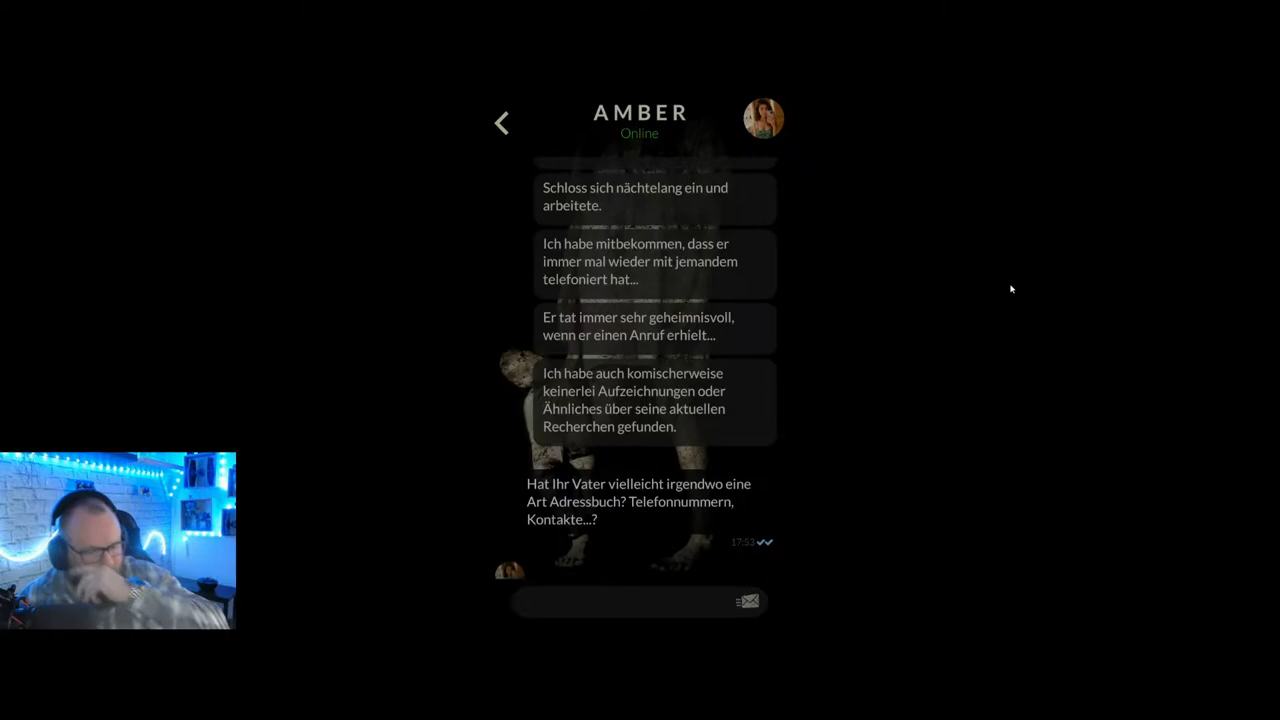 AMBER
Online
Schloss sich nächtelang ein und
arbeitete.
Ich habe mitbekommen, dass er
immer mal wieder mit jemandem
telefoniert hat...
Er tat immer sehr geheimnisvoll,
wenn er einen Anruf erhielt...
Ich habe auch komischerweise
keinerlei Aufzeichnungen oder
Ähnliches über seine aktuellen
Recherchen gefunden.
Hat Ihr Vater vielleicht irgendwo eine
Art Adressbuch? Telefonnummern,
Kontakte...?
17:53